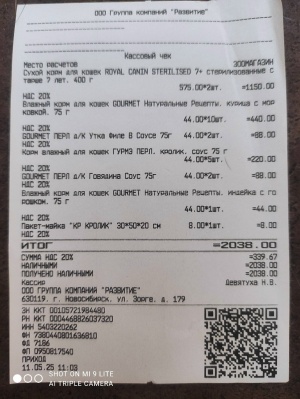 ООО Группа компаний "Развитие"
Кассовый чек
Место расчетов ЗООМАГАЗИН
Сухой корм для кошек ROYAL CANIN STERILISED 7+ стерилизованные с
тарше 7 лет. 400 г
575.00*2шт. =1150.00
НДС 20%
Влажный корм для кошек GOURMET Натуральные Рецепты. курица с мор
ковкой. 75 г
44.00*10шт =440.00
НДС 20%
GOURMET ПЕРЛ Д/К Утка Филе В Соусе 75г
44.00*2шт. =88.00
НДС 20%
Корм влажный для кошек ГУРМЭ ПЕРЛ. кролик. соус 75 г
44.00*5шт =220.00
НДС 20%
GOURMET ПЕРЛ д/к Говядина Соус 75г
44.00*2шт =88.00
НДС 20%
Влажный корм для кошек GOURMET Натуральные Рецепты. индейка с го
рошком. 75 г
44.00*1шт. =44.00
НДС 20%
Пакет-майка "КР КРОЛИК" 30*50*20 см 8.00*1шт. =8.00
НДС 20%
ИТОГ =2038.00
СУММА НДС 20% =339.67
НАЛИЧНЫМИ =2038.00
ПОЛУЧЕНО НАЛИЧНЫМИ =2038.00
Кассир Девятуха Н.В.
ООО ГРУППА КОМПАНИЙ "РАЗВИТИЕ"
630119. г. Новосибирск. ул. Зорге. д. 179
ЗН ККТ 00105721984480
РН ККТ 0004468826037320
ИНН 5403220262
ФН 7380440801636810
ФД 7186
ФП 0950817540
ПРИХОД
11.05.25 11:03
SHOT ON MI 9 LITE
AI TRIPLE CAMERA